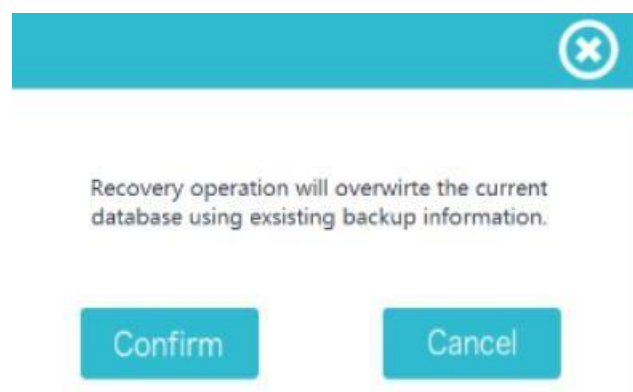 Recovery operation will overwirte the current
database using exsisting backup information.
Confirm
Cancel